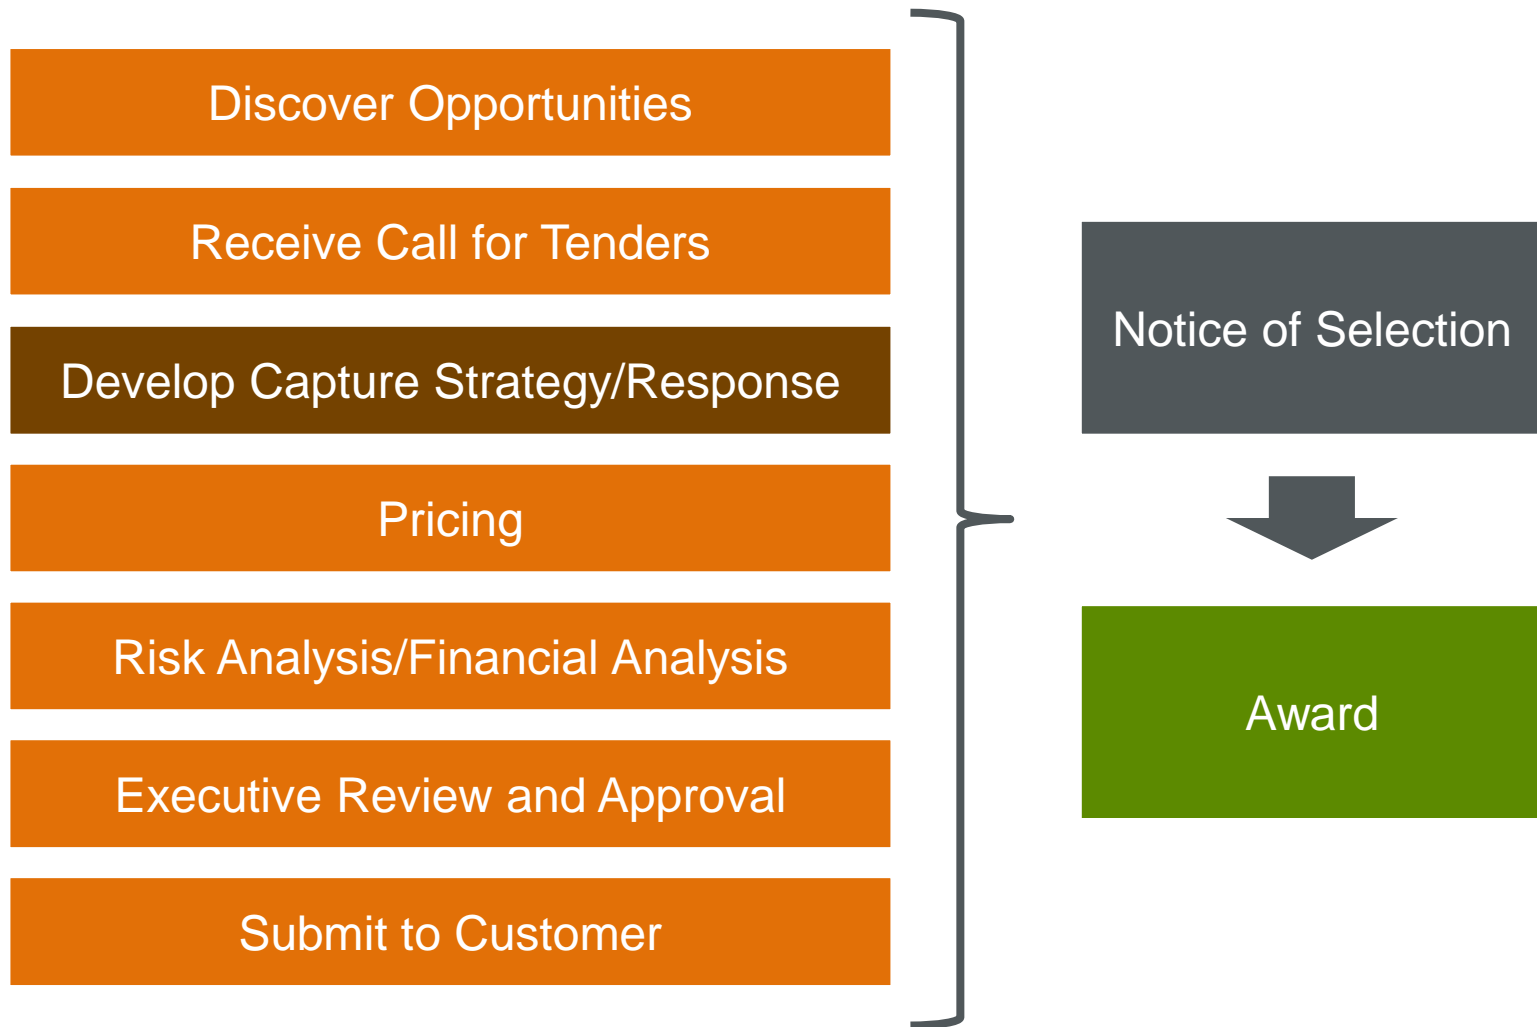 Discover Opportunities
Receive Call for Tenders
Develop Capture Strategy/Response
Pricing
Risk Analysis/Financial Analysis
Executive Review and Approval
Submit to Customer
Notice of Selection
Award